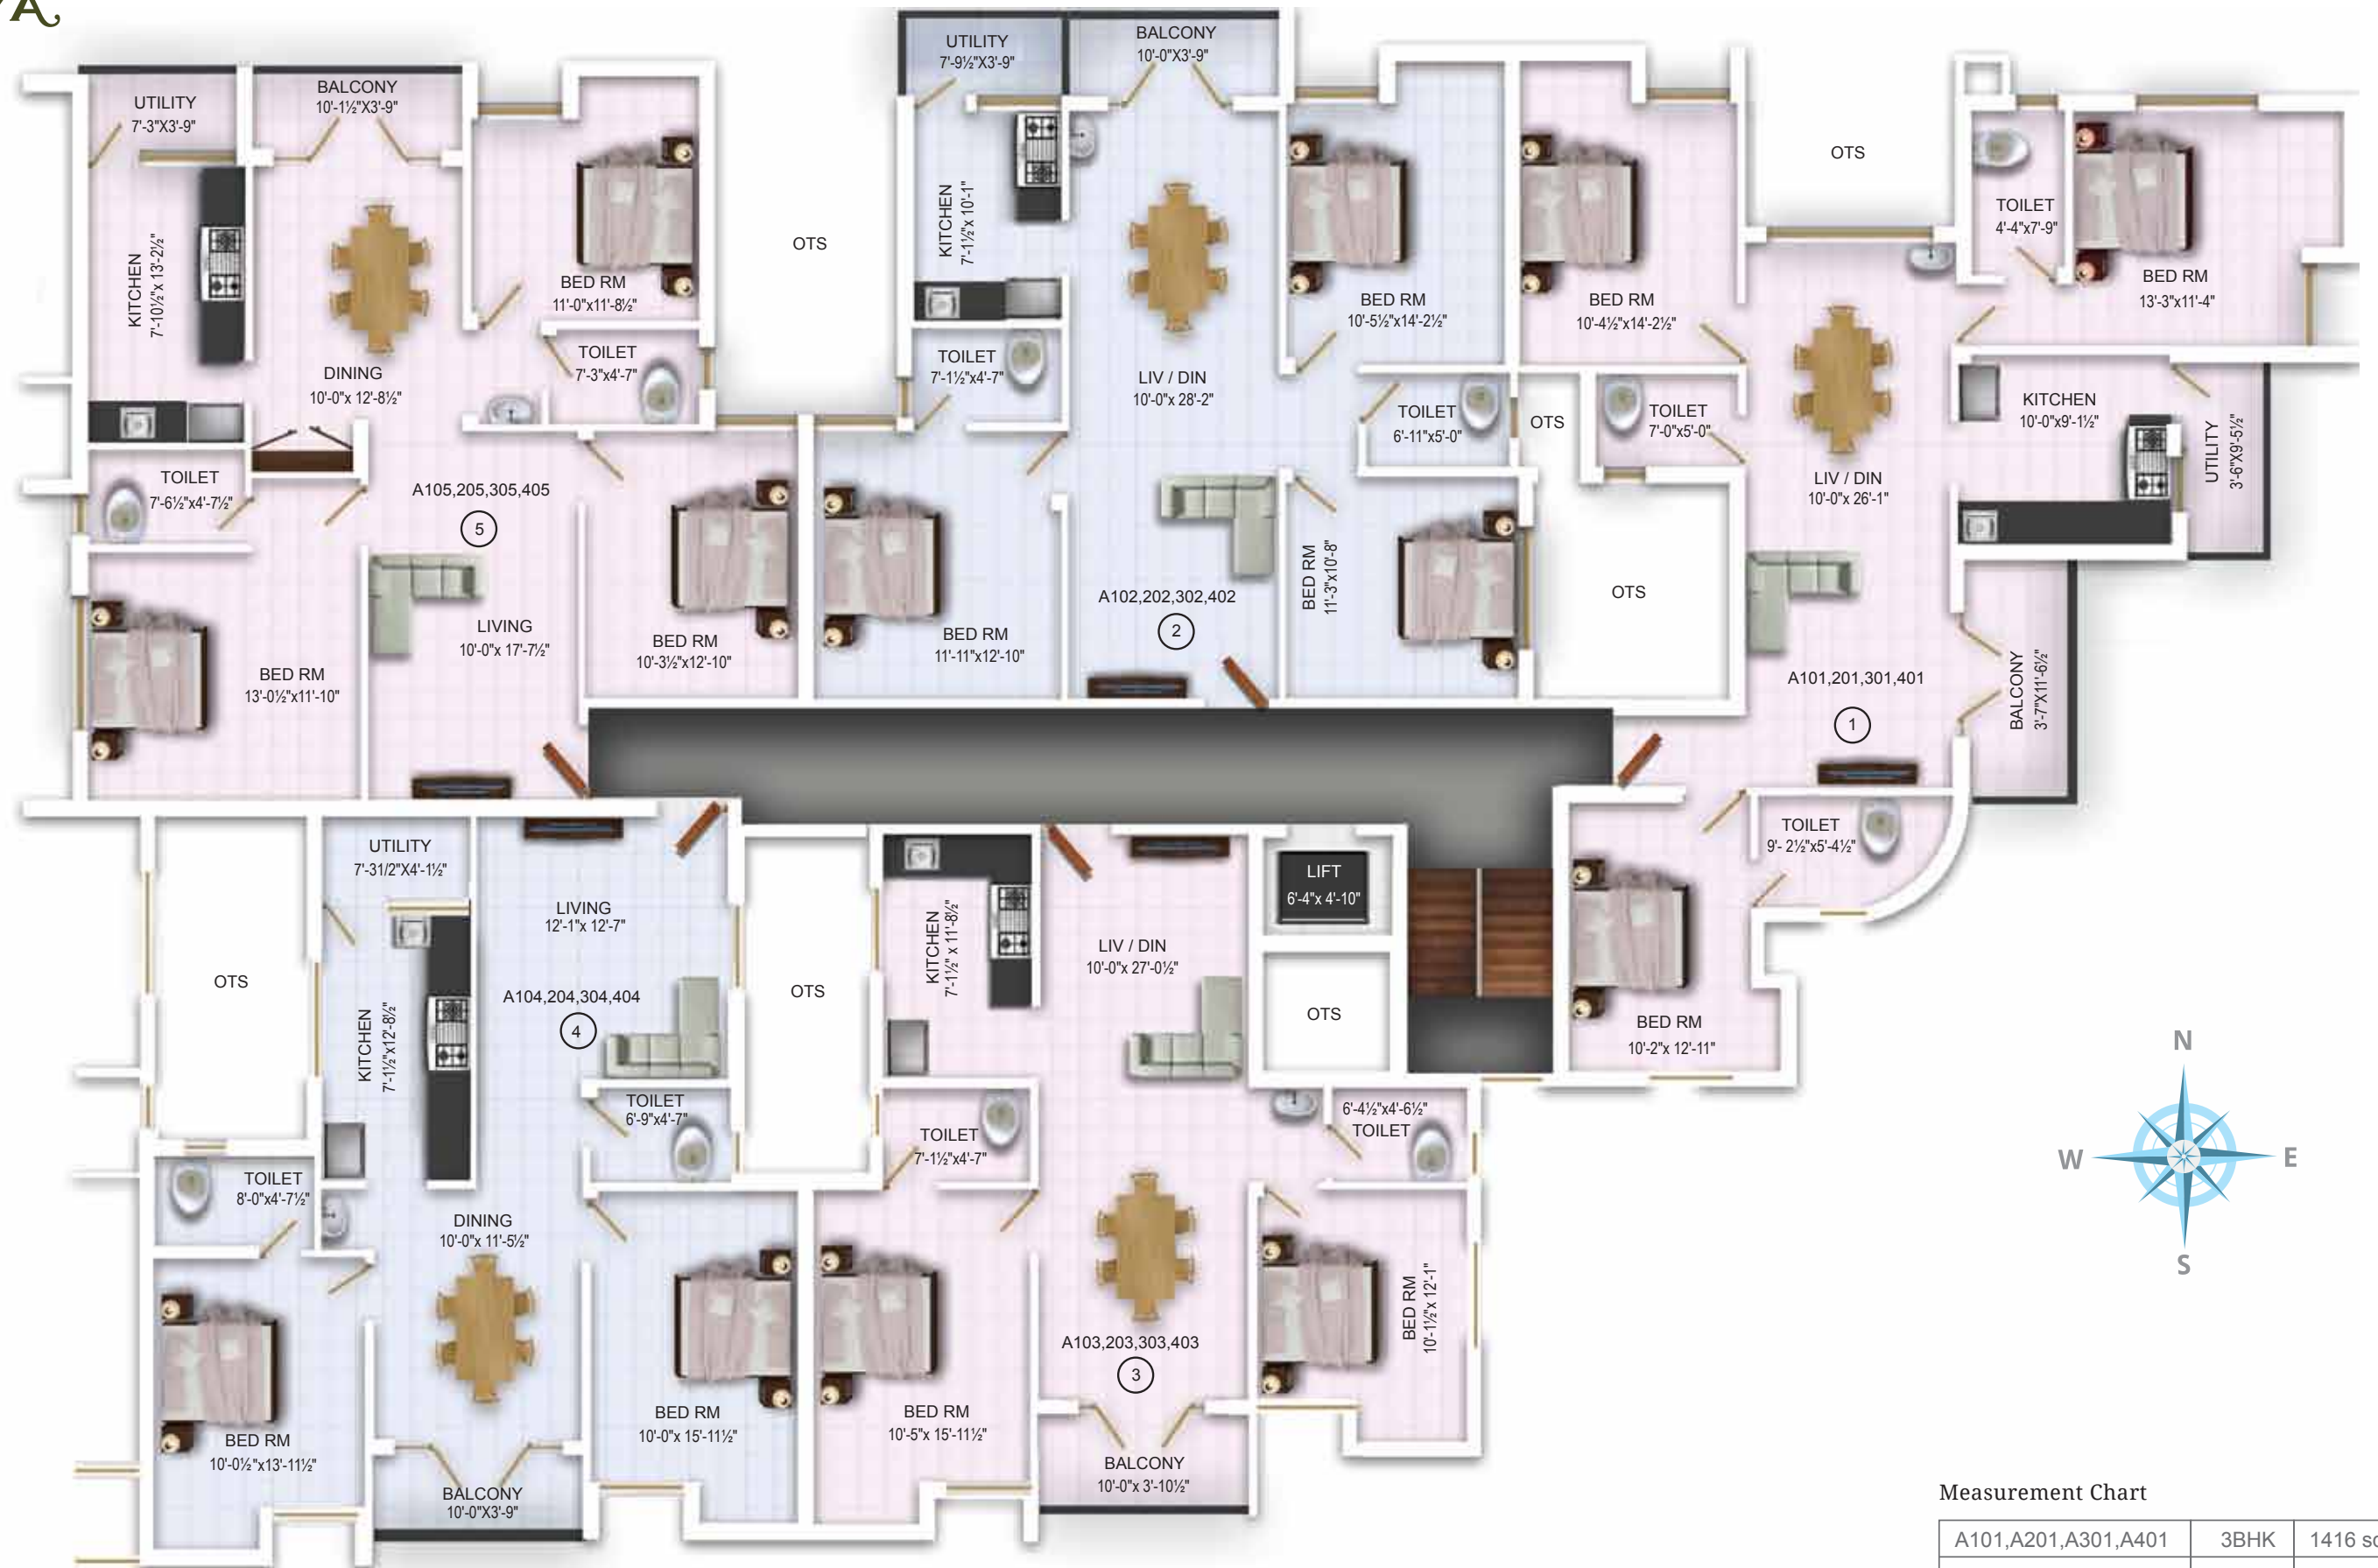 UTILITY
7'-3"X3'-9"
BALCONY
10'-1½"X3'-9"
KITCHEN
7'-10½"x 13'-2½"
BED RM
11'-0"x11'-8½"
TOILET
7'-3"x4'-7"
DINING
10'-0"x 12'-8½"
TOILET
7'-6½"x4'-7½"
A105,205,305,405
5
LIVING
10'-0"x 17'-7½"
BED RM
13'-0½"x11'-10"
BED RM
10'-3½"x12'-10"
OTS
UTILITY
7'-9½"X3'-9"
BALCONY
10'-0"X3'-9"
KITCHEN
7'-1½"x 10'-1"
TOILET
7'-1½"x4'-7"
LIV / DIN
10'-0"x 28'-2"
BED RM
10'-5½"x14'-2½"
TOILET
6'-11"x5'-0"
A102,202,302,402
2
BED RM
11'-11"x12'-10"
BED RM
11'-3"x10'-8"
OTS
OTS
BED RM
10'-4½"x14'-2½"
TOILET
7'-0"x5'-0"
OTS
TOILET
4'-4"x7'-9"
BED RM
13'-3"x11'-4"
KITCHEN
10'-0"x9'-1½"
UTILITY
3'-6"X9'-5½"
LIV / DIN
10'-0"x 26'-1"
A101,201,301,401
1
BALCONY
3'-7"X11'-6½"
TOILET
9'- 2½"x5'-4½"
BED RM
10'-2"x 12'-11"
UTILITY
7'-31/2"X4'-1½"
LIVING
12'-1"x 12'-7"
OTS
KITCHEN
7'-1½"x12'-8½"
A104,204,304,404
4
TOILET
6'-9"x4'-7"
TOILET
8'-0"x4'-7½"
DINING
10'-0"x 11'-5½"
BED RM
10'-0½"x13'-11½"
BALCONY
10'-0"X3'-9"
BED RM
10'-0"x 15'-11½"
OTS
KITCHEN
7'-1½" x 11'-8½"
LIV / DIN
10'-0"x 27'-0½"
LIFT
6'-4"x 4'-10"
OTS
TOILET
7'-1½"x4'-7"
6'-4½"x4'-6½"
TOILET
A103,203,303,403
3
BED RM
10'-5"x 15'-11½"
BED RM
10'-1½"x 12'-1"
BALCONY
10'-0"x 3'-10½"
N
W
E
S
Measurement Chart
A101,A201,A301,A401 3BHK 1416